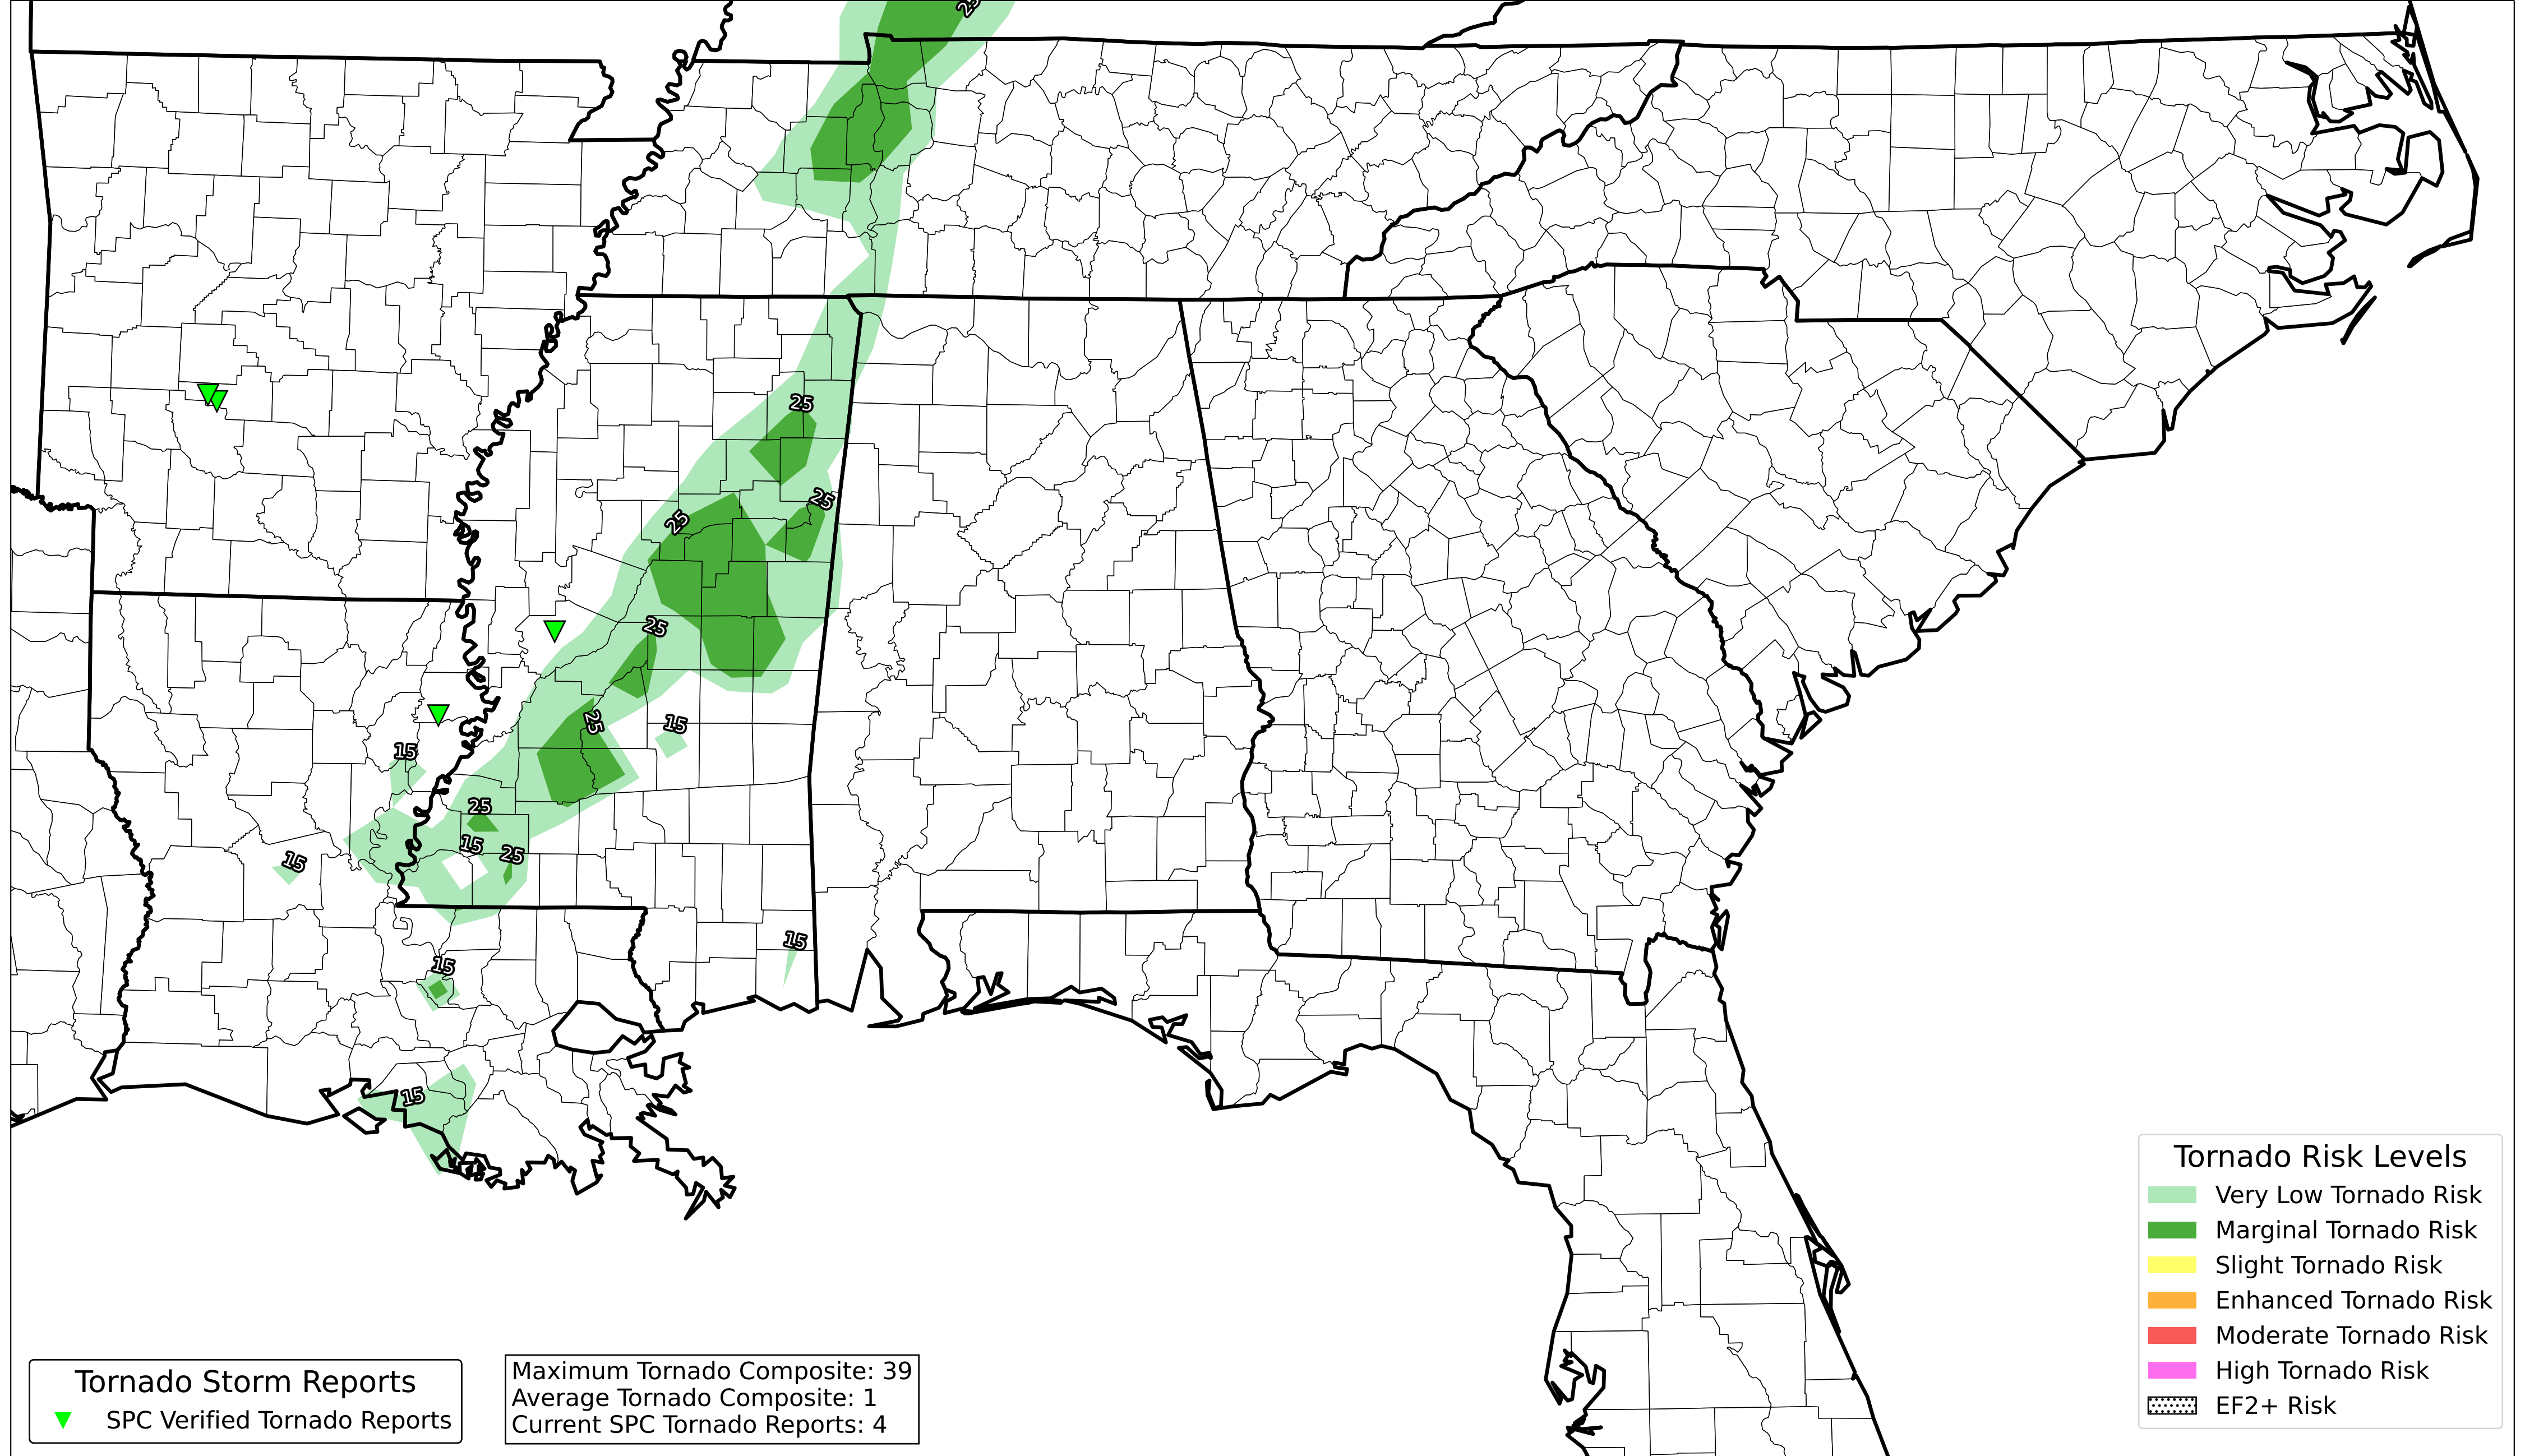 25
25
25
25
25
15
25
15
25
15
25
15
15
15
15
Tornado Risk Levels
Very Low Tornado Risk
Marginal Tornado Risk
Slight Tornado Risk
Enhanced Tornado Risk
Moderate Tornado Risk
High Tornado Risk
EF2+ Risk
Tornado Storm Reports
SPC Verified Tornado Reports
Maximum Tornado Composite: 39
Average Tornado Composite: 1
Current SPC Tornado Reports: 4